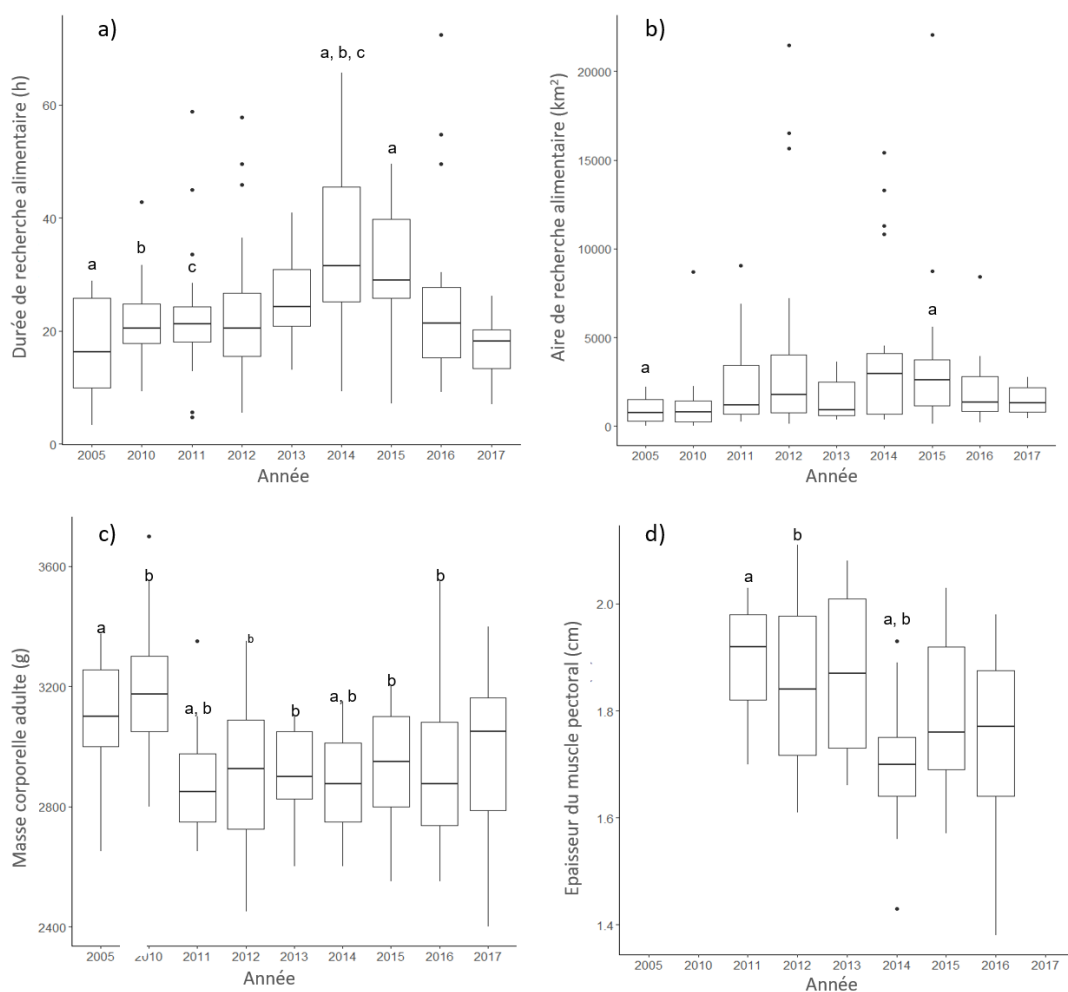 a)
Durée de recherche alimentaire (h)
60
40
20
0
a
b
c
a, b, c
a
2005 2010 2011 2012 2013 2014 2015 2016 2017
Année
b)
Aire de recherche alimentaire (km²)
20000
15000
10000
5000
0
a
a
2005 2010 2011 2012 2013 2014 2015 2016 2017
Année
c)
Masse corporelle adulte (g)
3600
3200
2800
2400
a
b
a, b
b
b
a, b
b
b
2005 2010 2011 2012 2013 2014 2015 2016 2017
Année
d)
Epaisseur du muscle pectoral (cm)
2.0
1.8
1.6
1.4
a
b
a, b
2005 2010 2011 2012 2013 2014 2015 2016 2017
Année